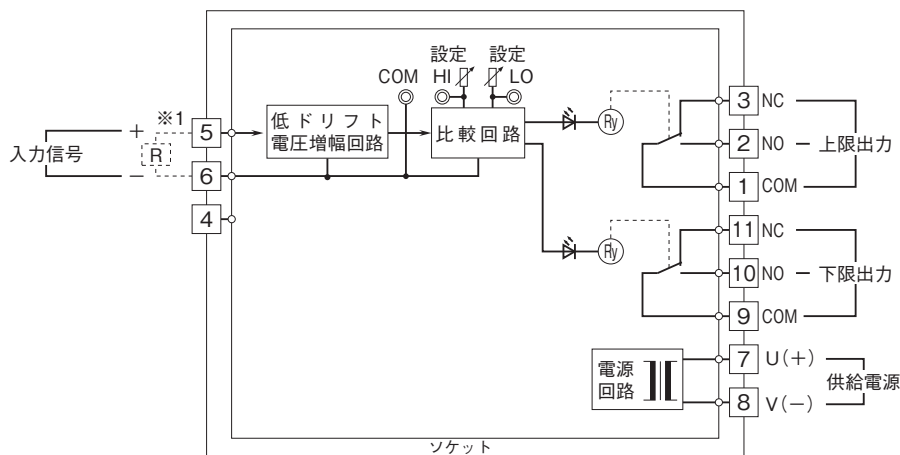 設定 設定
COM HI LO
※1
入力信号
+
R
−
5
6
4
低ドリフト
電圧増幅回路
比較回路
Ry
3 NC
2 NO 上限出力
1 COM
Ry
11 NC
10 NO 下限出力
9 COM
電源
回路
7 U(+)
供給電源
8 V(−)
ソケット